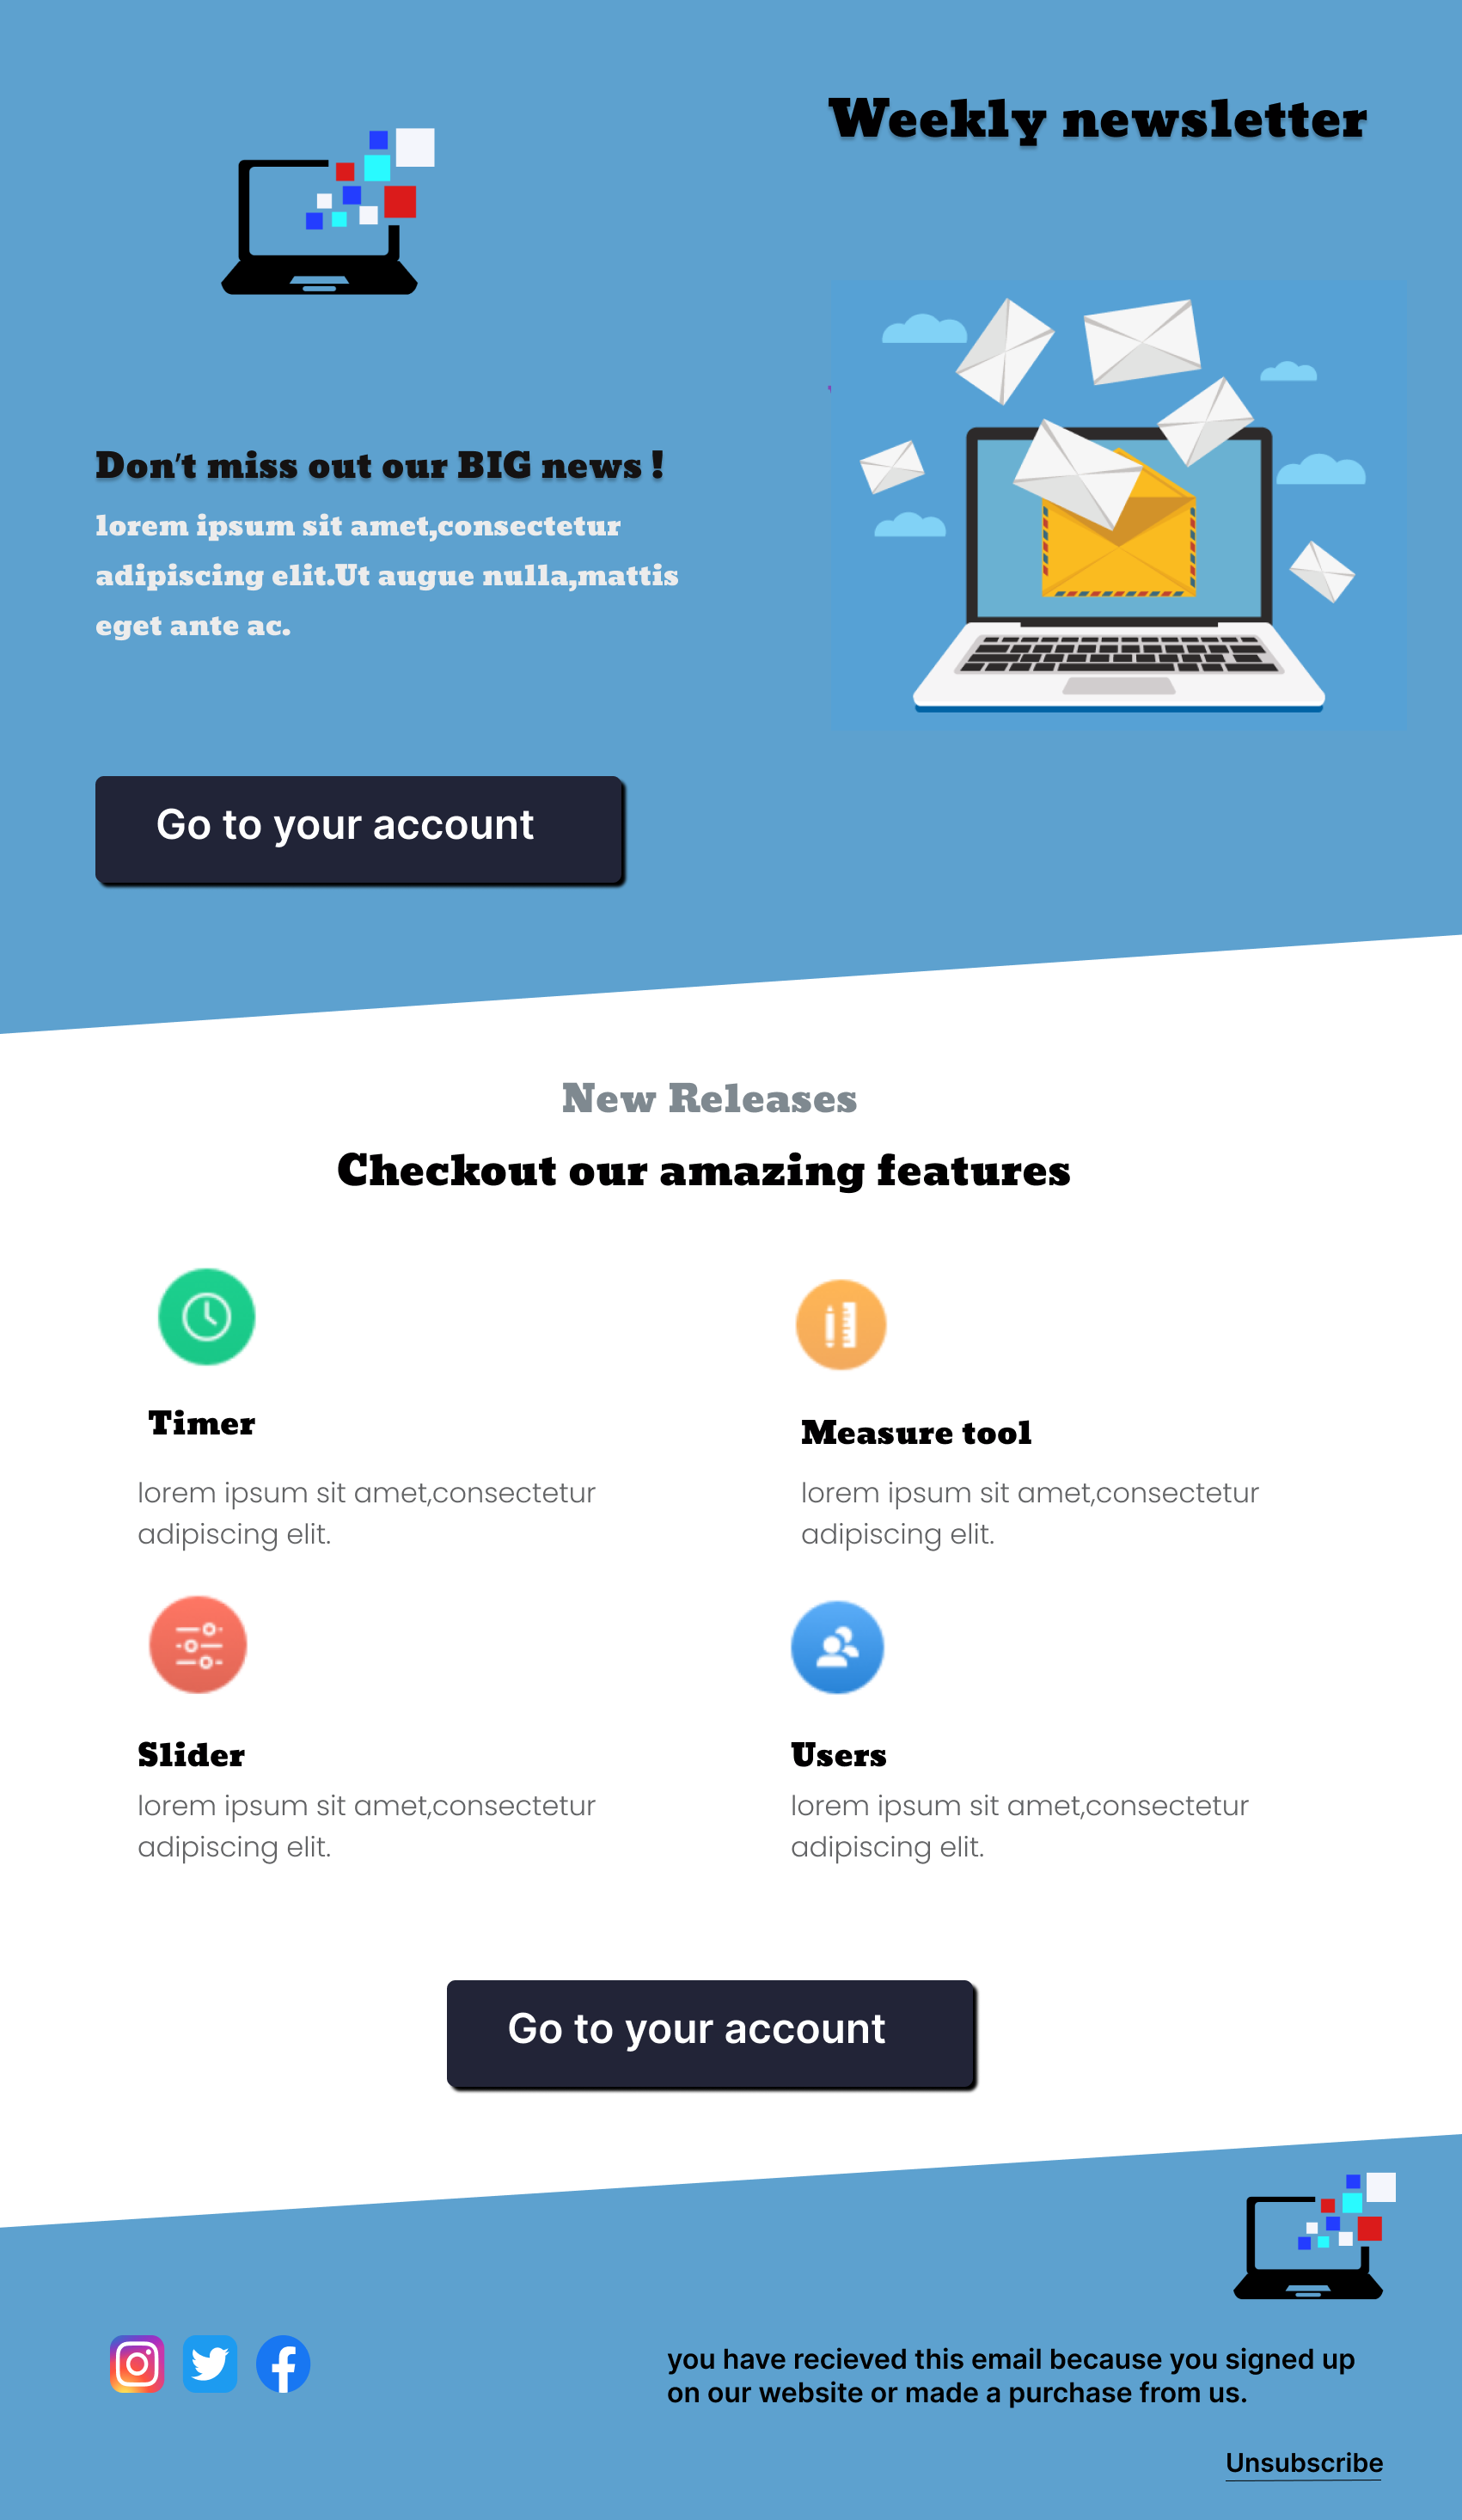 Weekly newsletter
Don't miss out our BIG news !
lorem ipsum sit amet,consectetur
adipiscing elit.Ut augue nulla,mattis
eget ante ac.
Go to your account
New Releases
Checkout our amazing features
Timer
lorem ipsum sit amet,consectetur
adipiscing elit.
Measure tool
lorem ipsum sit amet,consectetur
adipiscing elit.
Slider
lorem ipsum sit amet,consectetur
adipiscing elit.
Users
lorem ipsum sit amet,consectetur
adipiscing elit.
Go to your account
you have recieved this email because you signed up
on our website or made a purchase from us.
Unsubscribe